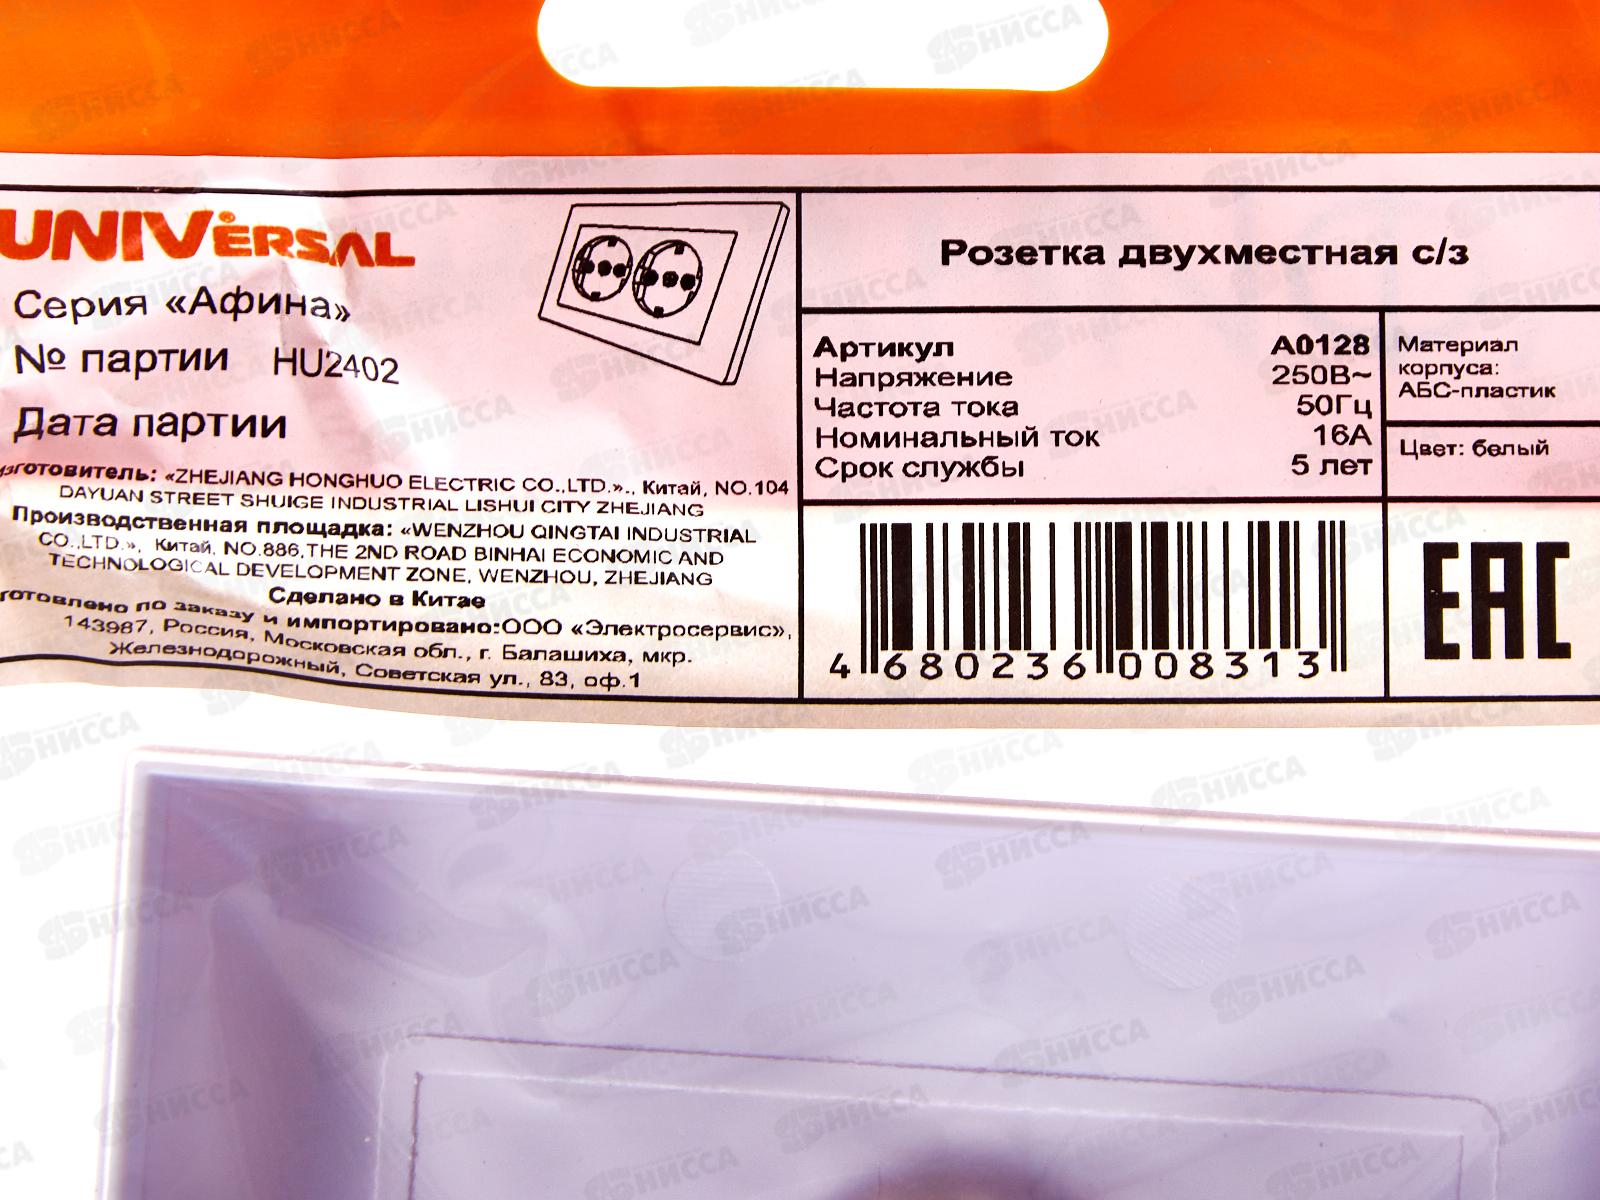 UNIVERSAL
Серия «Афина»
№ партии HU2402
Дата партии
изготовитель: «ZHEJIANG HONGHUO ELECTRIC CO.,LTD.»., Китай, NO.104
DAYUAN STREET SHUIGE INDUSTRIAL LISHUI CITY ZHEJIANG
Производственная площадка: «WENZHOU QINGTAI INDUSTRIAL
CO.,LTD.», Китай, NO.886,THE 2ND ROAD BINHAI ECONOMIC AND
TECHNOLOGICAL DEVELOPMENT ZONE, WENZHOU, ZHEJIANG
Сделано в Китае
готовлено по заказу и импортировано:ООО «Электросервис»,
143987, Россия, Московская обл., г. Балашиха, мкр.
Железнодорожный, Советская ул., 83, оф.1
Розетка двухместная с/з
Артикул A0128
Напряжение 250В~
Частота тока 50Гц
Номинальный ток 16А
Срок службы 5 лет
Материал
корпуса:
АБС-пластик
Цвет: белый
4 680236 008313
EAC
НИССА